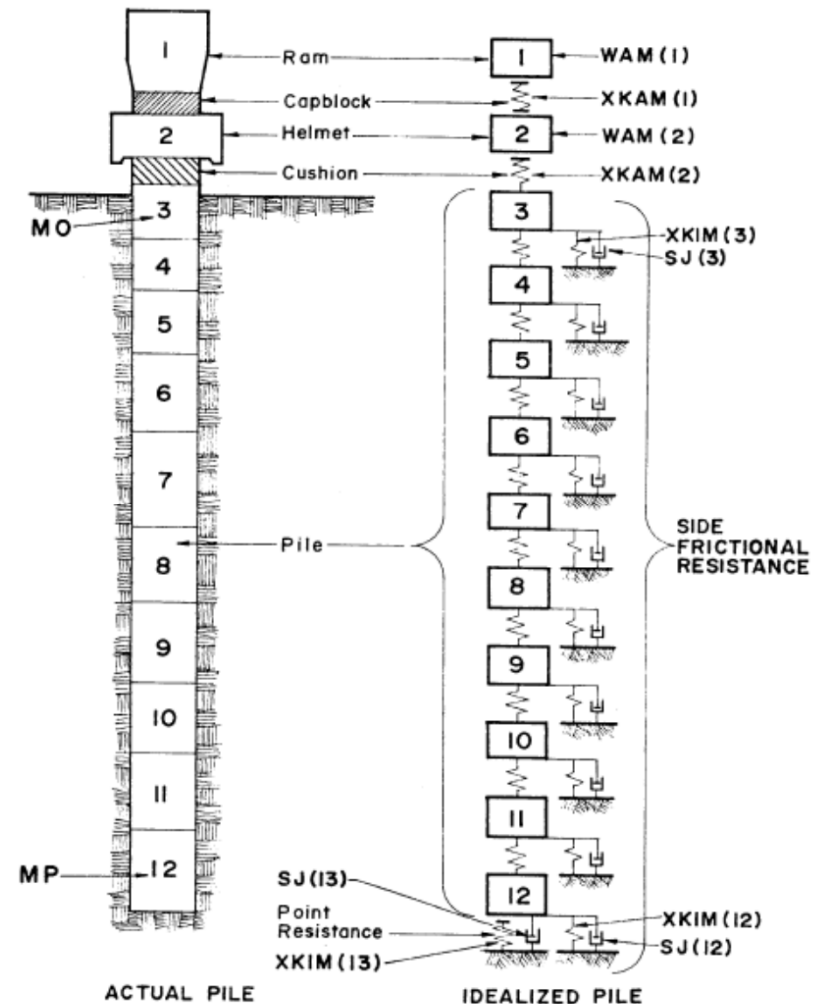 1
Ram
1
WAM (1)
Capblock
XKAM (1)
2
Helmet
2
WAM (2)
Cushion
XKAM (2)
3
3
MO
XKIM (3)
SJ (3)
4
4
5
5
6
6
7
7
SIDE
FRICTIONAL
RESISTANCE
Pile
8
8
9
9
10
10
11
11
12
12
MP
SJ (13)
Point
Resistance
XKIM (13)
XKIM (12)
SJ (12)
ACTUAL PILE
IDEALIZED PILE